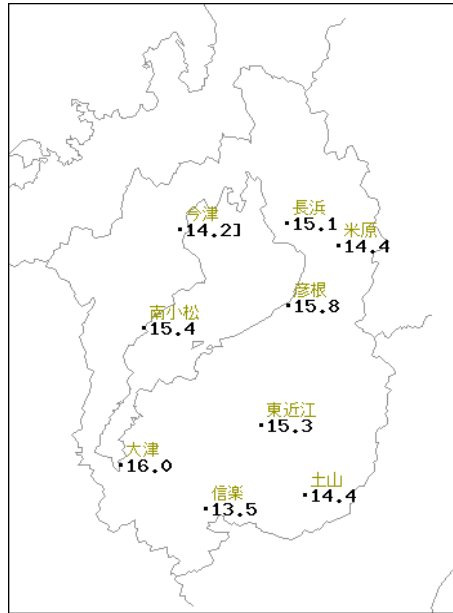 長浜
15.1
今津
14.2]
米原
14.4
彦根
15.8
南小松
15.4
東近江
15.3
大津
16.0
土山
14.4
信楽
13.5